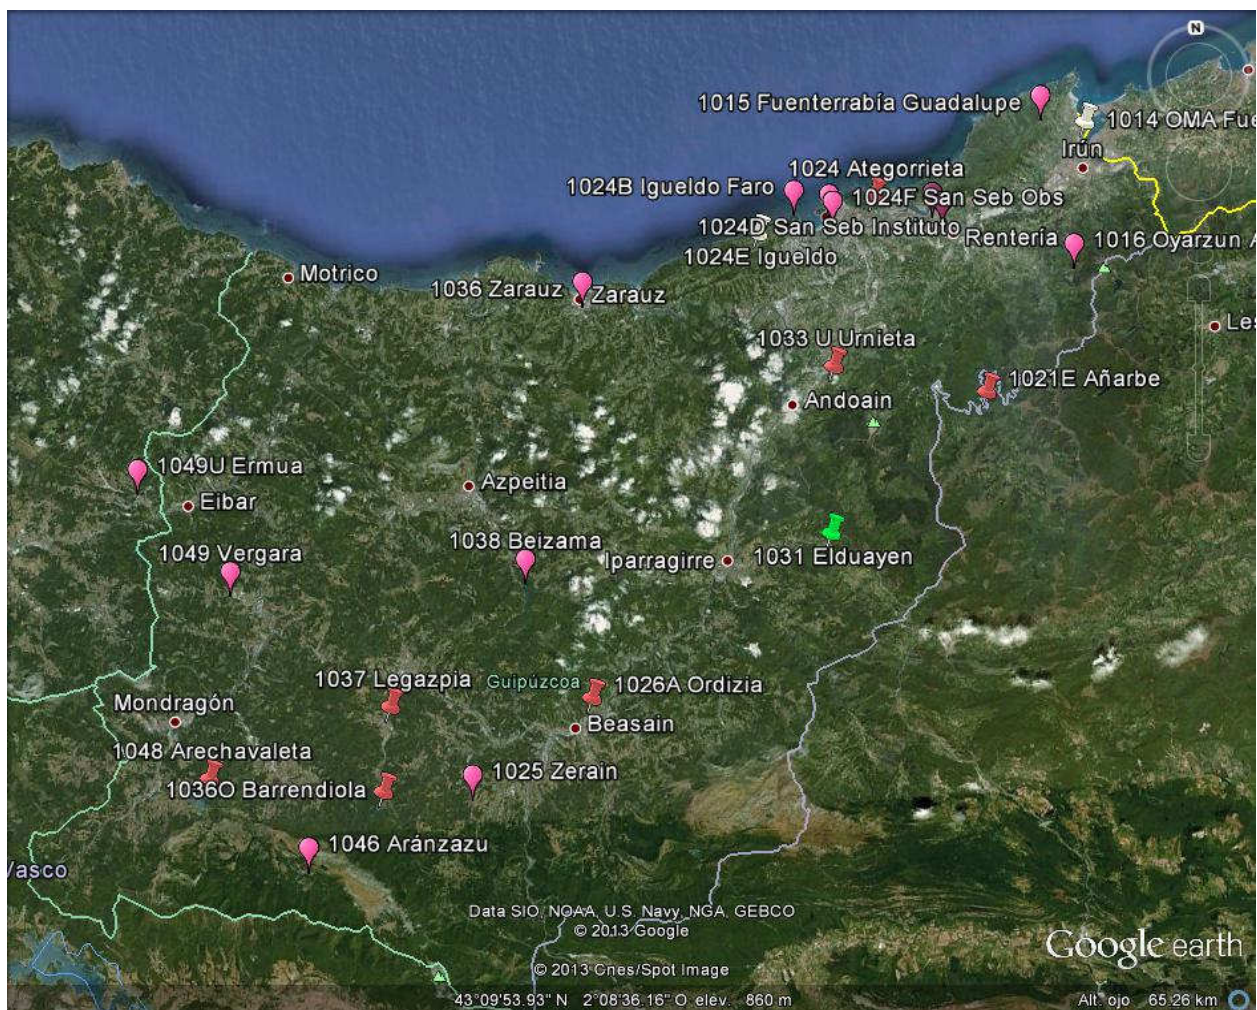 N
1015 Fuenterrabía Guadalupe
1014 OMA Fue
Irún
1024 Ategorrieta
1024B Igueldo Faro
1024F San Seb Obs
1024D San Seb Instituto
Rentería
1016 Oyarzun A
1024E Igueldo
Motrico
1036 Zarauz
Zarauz
Les
1033 U Urnieta
1021E Añarbe
Andoain
1049U Ermua
Azpeitia
Eibar
1049 Vergara
1038 Beizama
Iparragirre
1031 Elduayen
1037 Legazpia
Guipúzcoa
1026A Ordizia
Mondragón
Beasain
1048 Arechavaleta
1025 Zerain
1036O Barrendiola
1046 Aránzazu
Vasco
Data SIO, NOAA, U.S. Navy, NGA, GEBCO
© 2013 Google
Google earth
© 2013 Cnes/Spot Image
43°09'53.93" N 2°08'36.16" O elev. 860 m
Alt. ojo 65.26 km